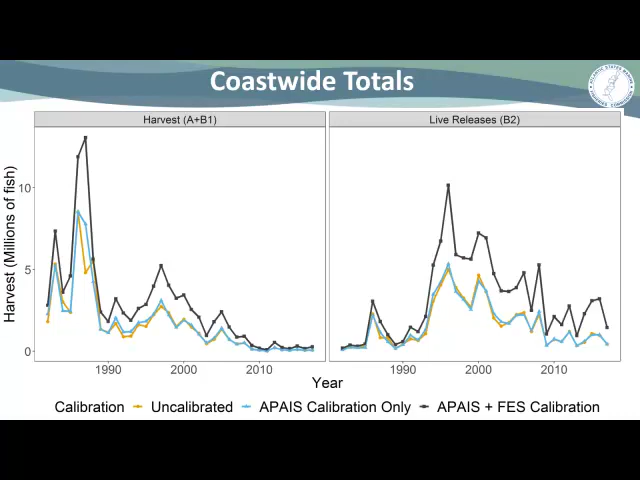 Coastwide Totals
Harvest (A+B1)
Live Releases (B2)
Harvest (Millions of fish)
10
5
0
1990
2000
2010
1990
2000
2010
Year
Calibration
Uncalibrated
APAIS Calibration Only
APAIS + FES Calibration